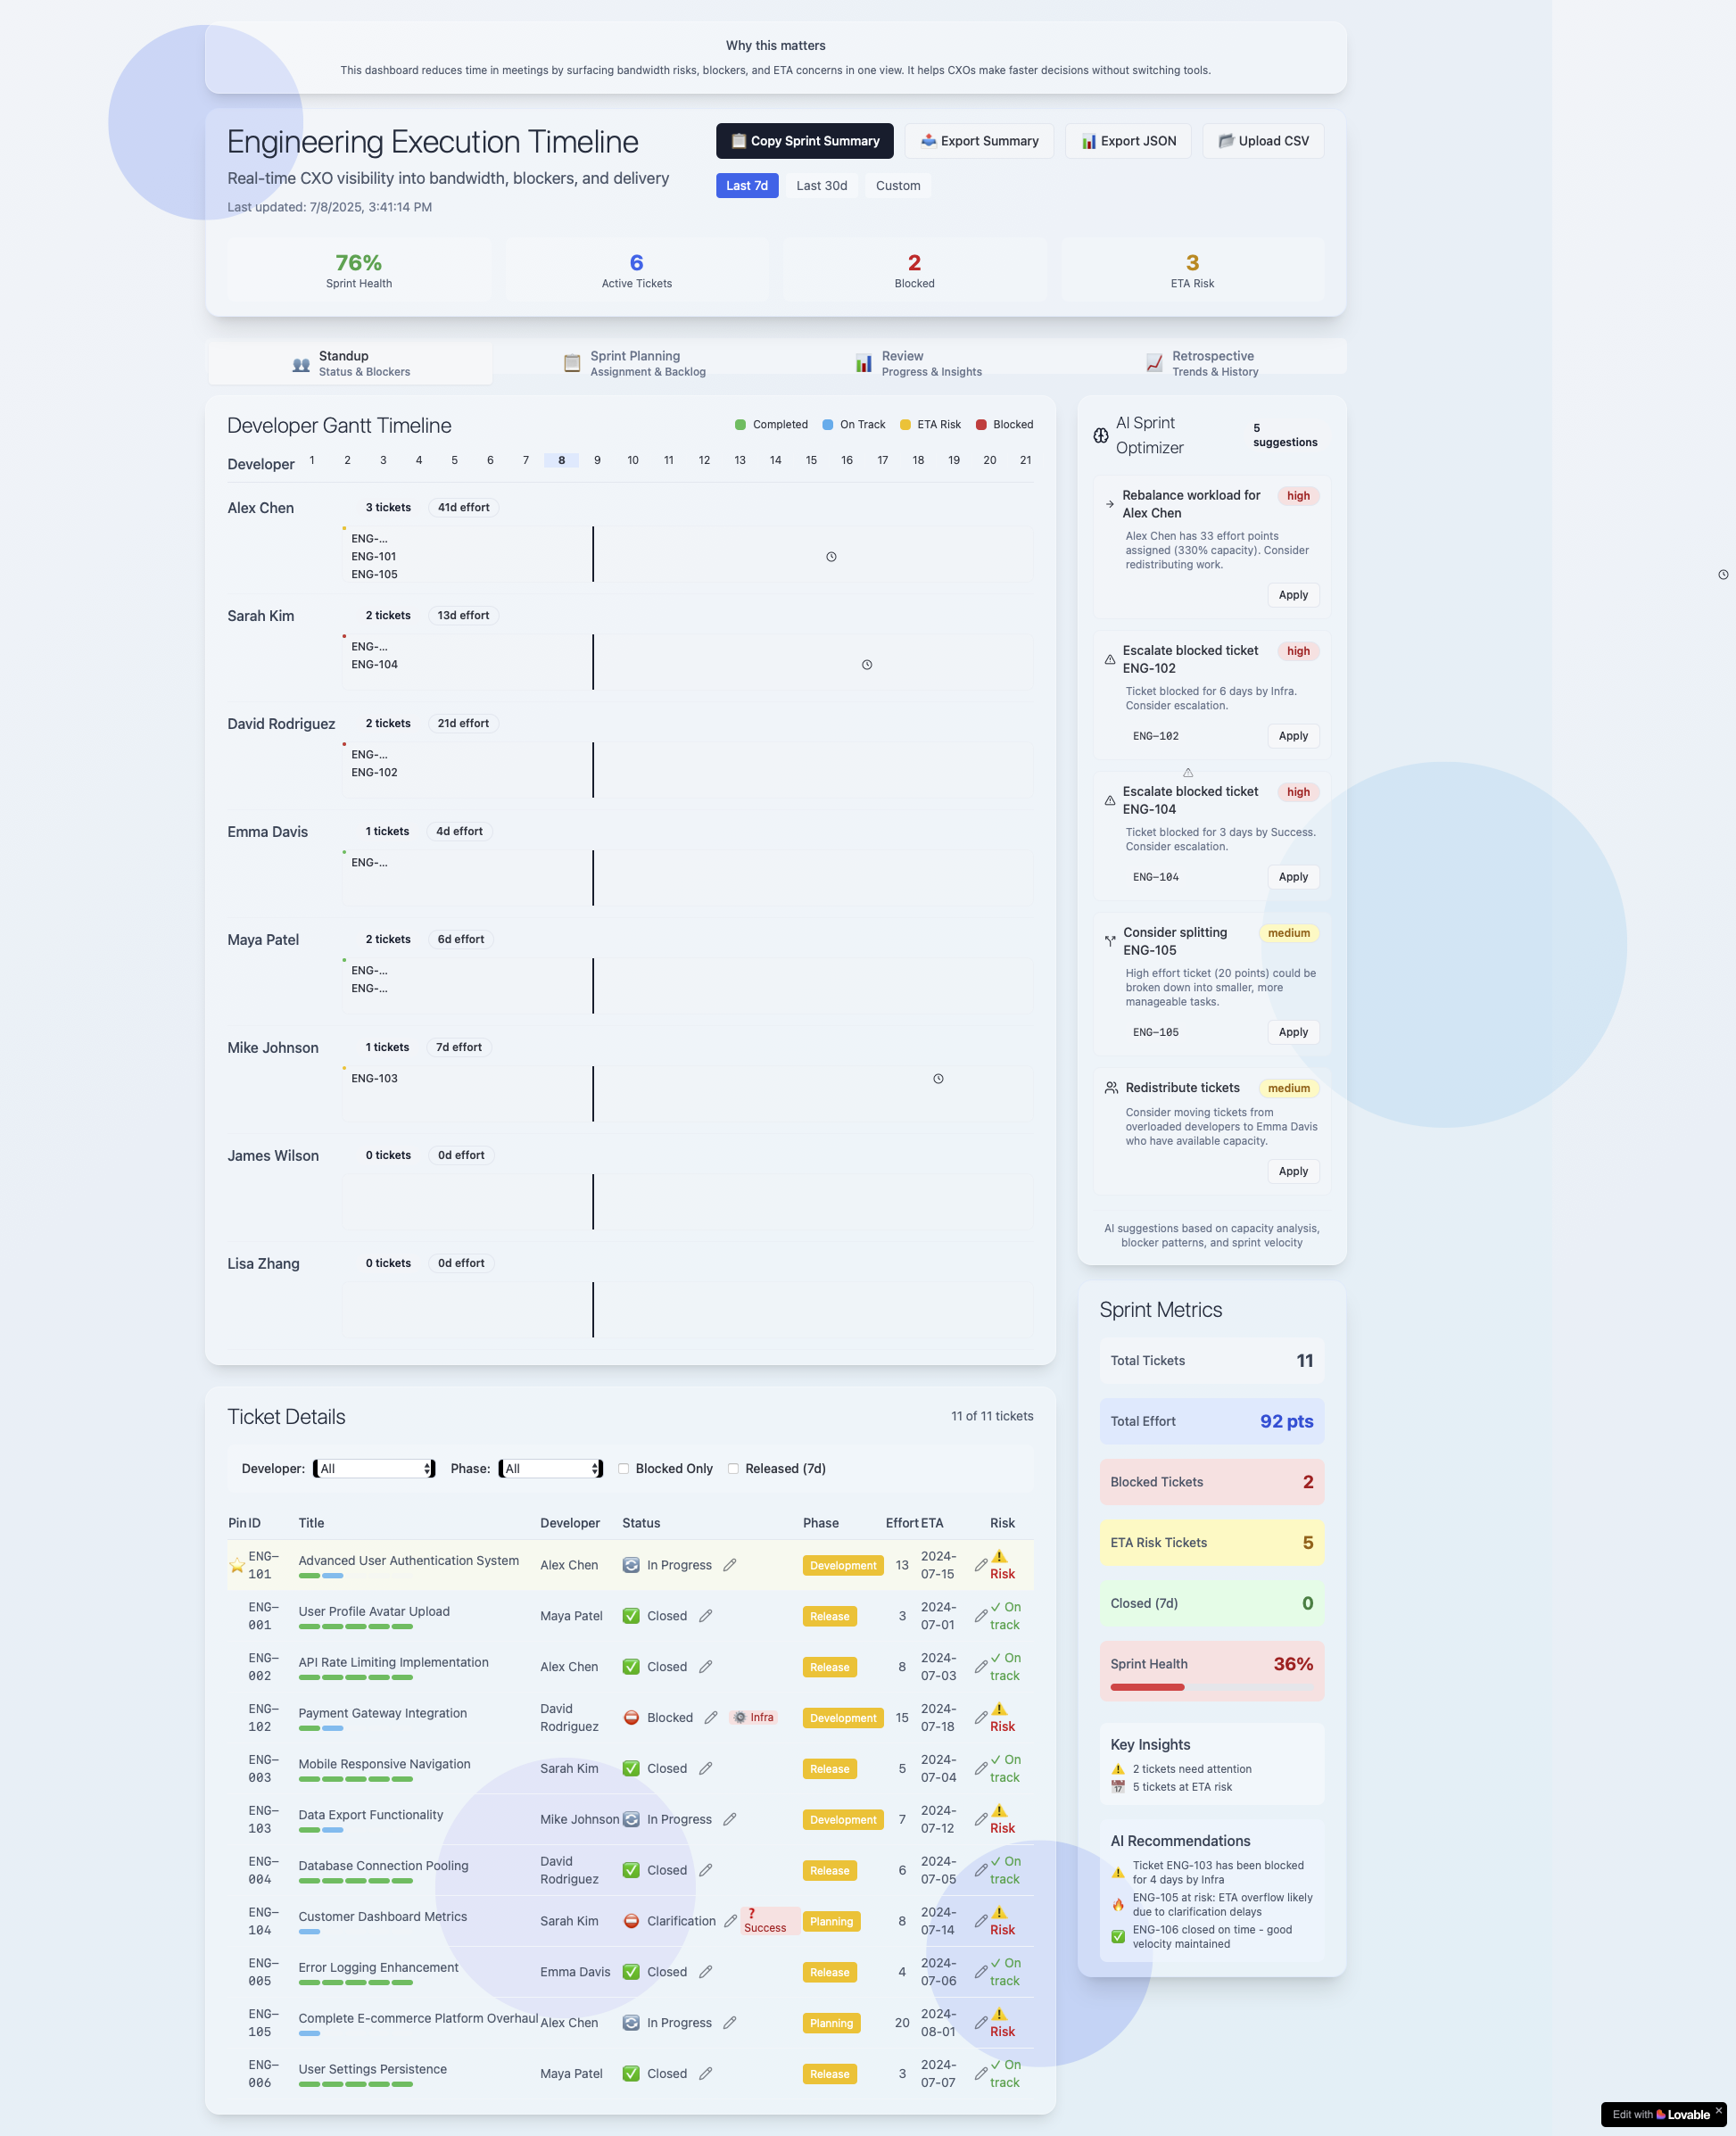 Why this matters
This dashboard reduces time in meetings by surfacing bandwidth risks, blockers, and ETA concerns in one view. It helps CXOs make faster decisions without switching tools.
Engineering Execution Timeline
Real-time CXO visibility into bandwidth, blockers, and delivery
Last updated: 7/8/2025, 3:41:14 PM
Copy Sprint Summary
Export Summary
Export JSON
Upload CSV
Last 7d
Last 30d
Custom
76%
Sprint Health
6
Active Tickets
2
Blocked
3
ETA Risk
Standup
Status & Blockers
Sprint Planning
Assignment & Backlog
Review
Progress & Insights
Retrospective
Trends & History
Developer Gantt Timeline
Completed
On Track
ETA Risk
Blocked
Developer 1 2 3 4 5 6 7 8 9 10 11 12 13 14 15 16 17 18 19 20 21
Alex Chen 3 tickets 41d effort
ENG-...
ENG-101
ENG-105
Sarah Kim 2 tickets 13d effort
ENG-...
ENG-104
David Rodriguez 2 tickets 21d effort
ENG-...
ENG-102
Emma Davis 1 tickets 4d effort
ENG-...
Maya Patel 2 tickets 6d effort
ENG-...
ENG-...
Mike Johnson 1 tickets 7d effort
ENG-103
James Wilson 0 tickets 0d effort
Lisa Zhang 0 tickets 0d effort
AI Sprint
Optimizer
5
suggestions
Rebalance workload for
Alex Chen
high
Alex Chen has 33 effort points
assigned (330% capacity). Consider
redistributing work.
Apply
Escalate blocked ticket
ENG-102
high
Ticket blocked for 6 days by Infra.
Consider escalation.
ENG-102 Apply
Escalate blocked ticket
ENG-104
high
Ticket blocked for 3 days by Success.
Consider escalation.
ENG-104 Apply
Consider splitting
ENG-105
medium
High effort ticket (20 points) could be
broken down into smaller, more
manageable tasks.
ENG-105 Apply
Redistribute tickets
medium
Consider moving tickets from
overloaded developers to Emma Davis
who have available capacity.
Apply
AI suggestions based on capacity analysis,
blocker patterns, and sprint velocity
Sprint Metrics
Total Tickets 11
Total Effort 92 pts
Blocked Tickets 2
ETA Risk Tickets 5
Closed (7d) 0
Sprint Health 36%
Key Insights
2 tickets need attention
5 tickets at ETA risk
AI Recommendations
Ticket ENG-103 has been blocked
for 4 days by Infra
ENG-105 at risk: ETA overflow likely
due to clarification delays
ENG-106 closed on time - good
velocity maintained
Ticket Details
11 of 11 tickets
Developer: All Phase: All Blocked Only Released (7d)
Pin ID Title Developer Status Phase Effort ETA Risk
ENG-101 Advanced User Authentication System Alex Chen In Progress Development 13 2024-07-15 Risk
ENG-001 User Profile Avatar Upload Maya Patel Closed Release 3 2024-07-01 ✓ On track
ENG-002 API Rate Limiting Implementation Alex Chen Closed Release 8 2024-07-03 ✓ On track
ENG-102 Payment Gateway Integration David Rodriguez Blocked Infra Development 15 2024-07-18 Risk
ENG-003 Mobile Responsive Navigation Sarah Kim Closed Release 5 2024-07-04 ✓ On track
ENG-103 Data Export Functionality Mike Johnson In Progress Development 7 2024-07-12 Risk
ENG-004 Database Connection Pooling David Rodriguez Closed Release 6 2024-07-05 ✓ On track
ENG-104 Customer Dashboard Metrics Sarah Kim Clarification ? Success Planning 8 2024-07-14 Risk
ENG-005 Error Logging Enhancement Emma Davis Closed Release 4 2024-07-06 ✓ On track
ENG-105 Complete E-commerce Platform Overhaul Alex Chen In Progress Planning 20 2024-08-01 Risk
ENG-006 User Settings Persistence Maya Patel Closed Release 3 2024-07-07 ✓ On track
Edit with Lovable